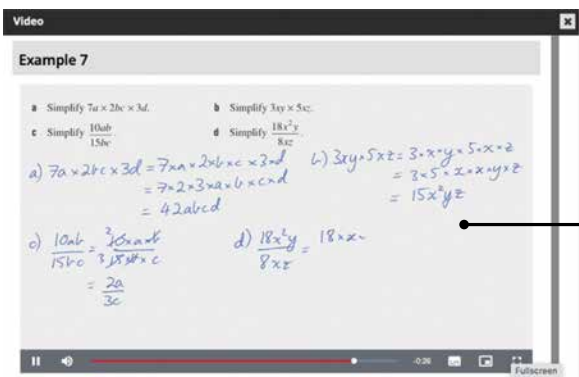 Video
Example 7
a Simplify 7a × 2bc × 3d.
b Simplify 3xy × 5xz.
c Simplify 10ab/15bc
d Simplify 18x²y/8xz
a) 7a × 2bc × 3d = 7×a × 2×b×c × 3×d
= 7×2×3×a×b×c×d
= 42abcd
b) 3xy × 5xz = 3·x·y×5·x·z
= 3×5×x×x×y×z
= 15x²yz
c) 10ab/15bc = ²10×a×b/₃15×b×c
= 2a/3c
d) 18x²y/8xz = 18×x
-0:26
Fullscreen